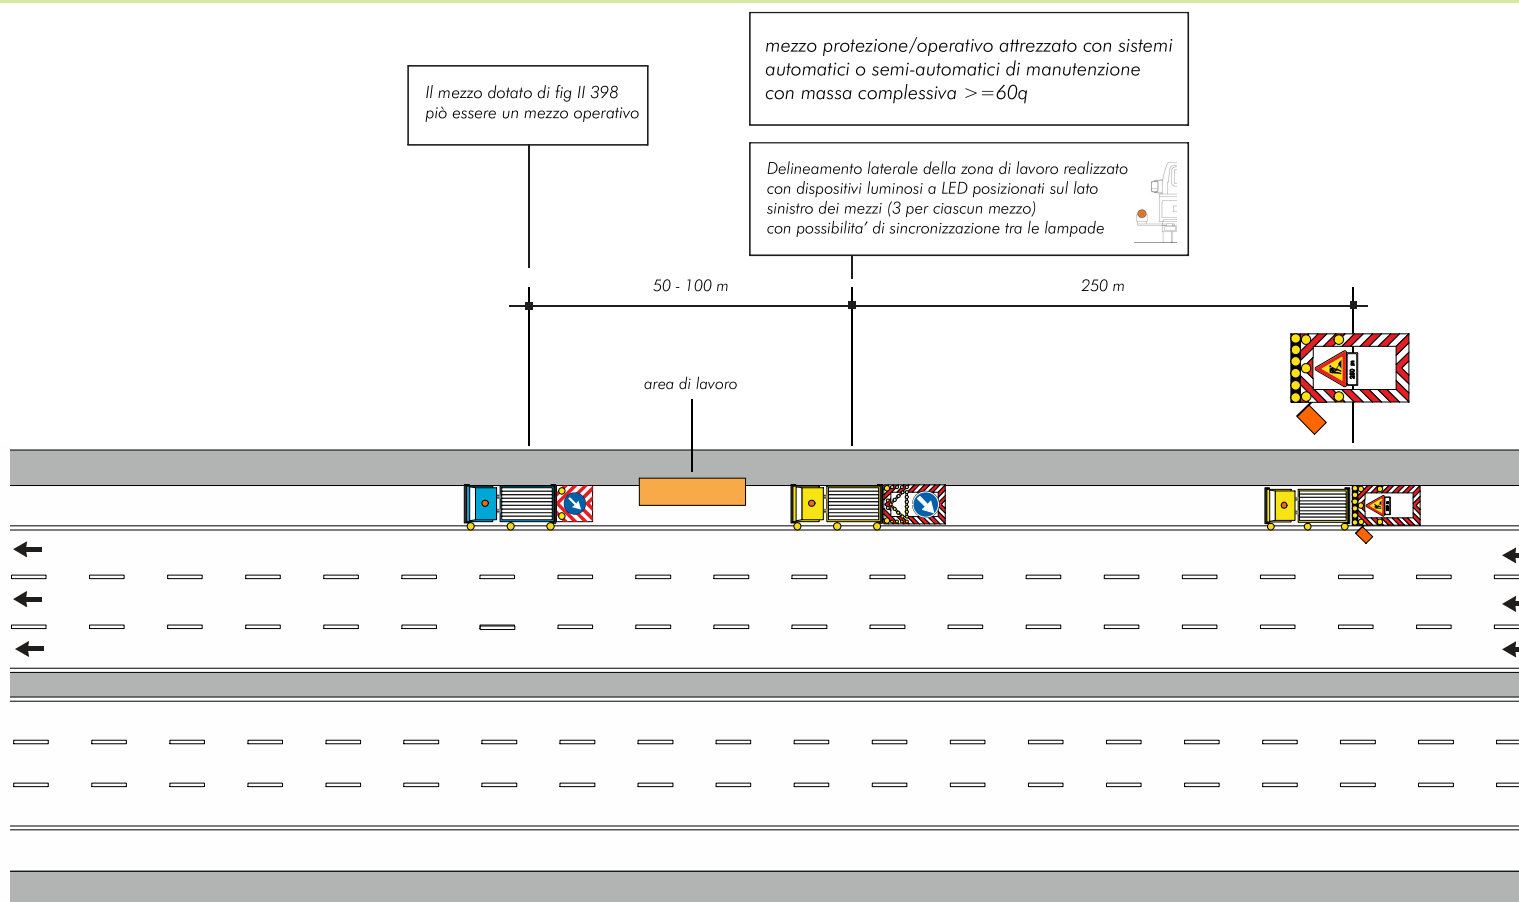 mezzo protezione/operativo attrezzato con sistemi
automatici o semi-automatici di manutenzione
con massa complessiva >=60q
Il mezzo dotato di fig II 398
piò essere un mezzo operativo
Delineamento laterale della zona di lavoro realizzato
con dispositivi luminosi a LED posizionati sul lato
sinistro dei mezzi (3 per ciascun mezzo)
con possibilita' di sincronizzazione tra le lampade
50 - 100 m
250 m
area di lavoro
250 m